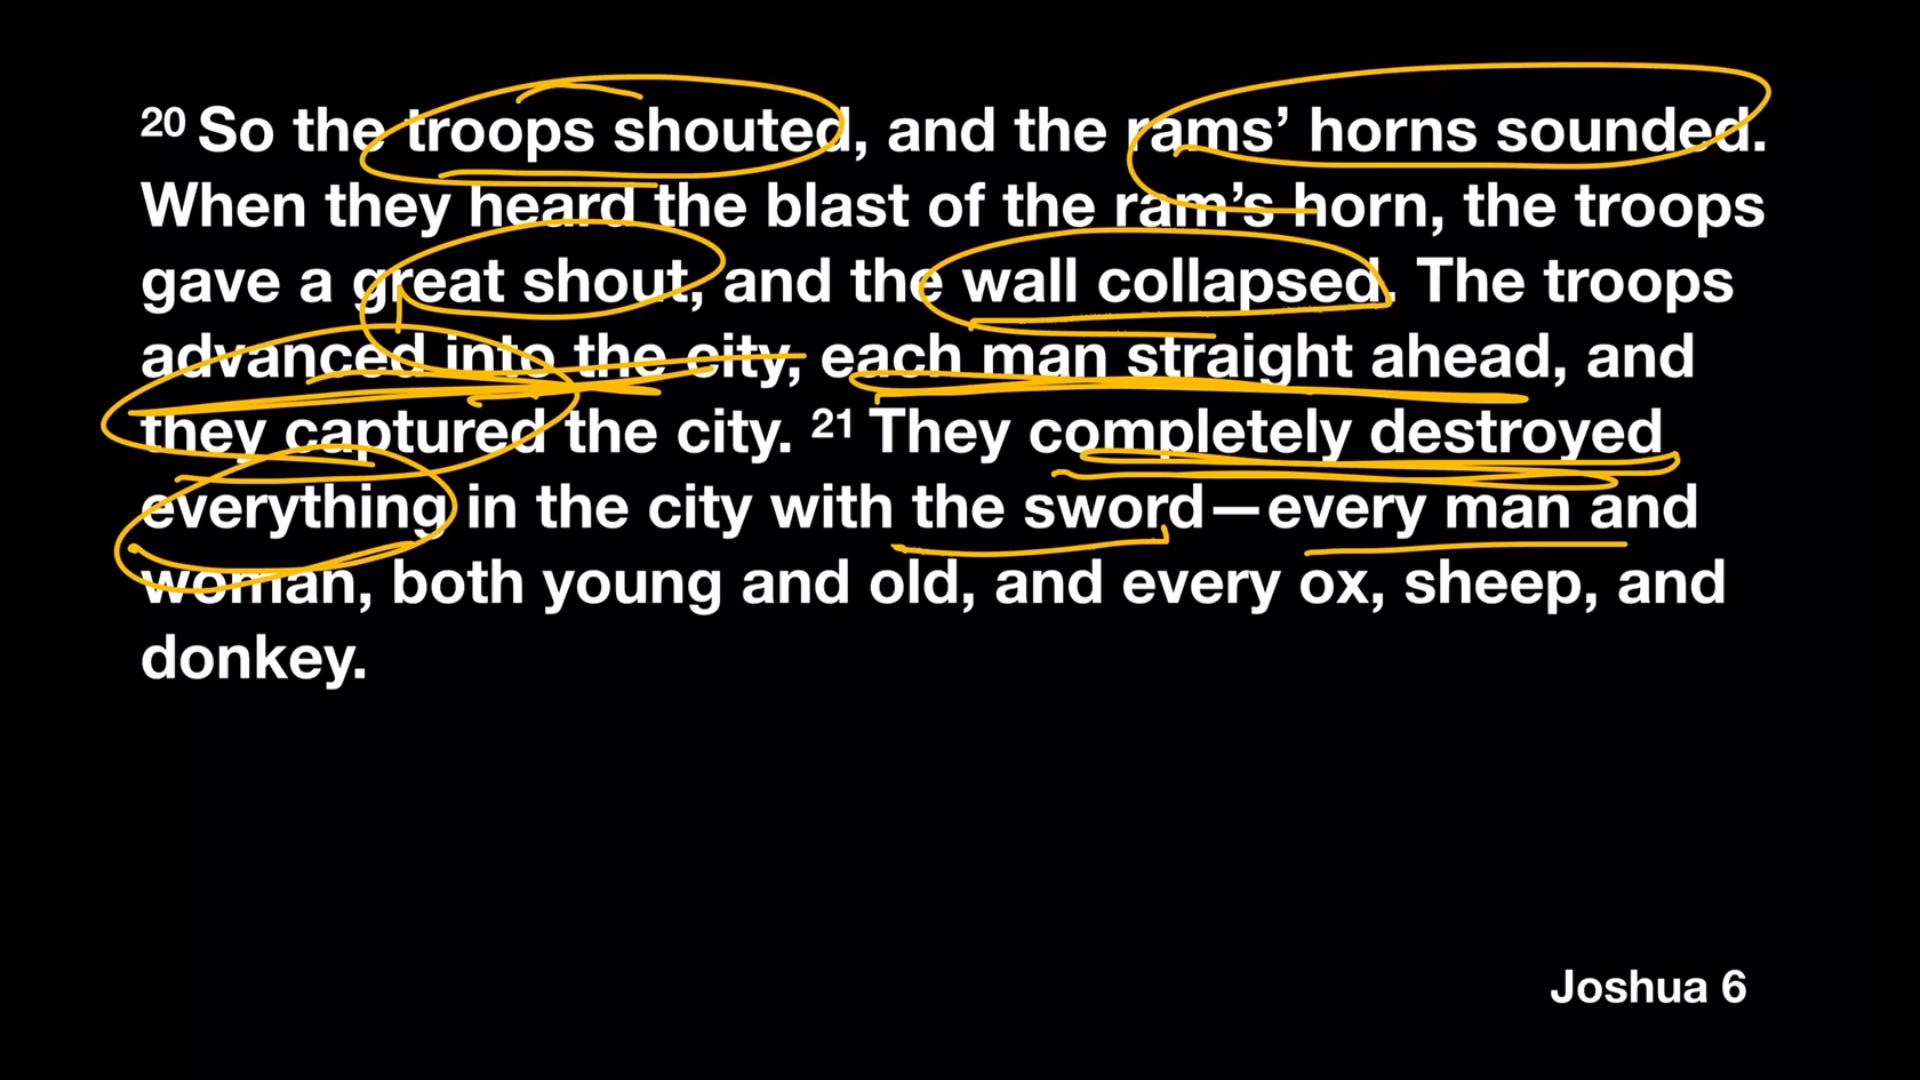 20 So the troops shouted, and the rams’ horns sounded.
When they heard the blast of the ram’s horn, the troops
gave a great shout, and the wall collapsed. The troops
advanced into the city, each man straight ahead, and
they captured the city. 21 They completely destroyed
everything in the city with the sword—every man and
woman, both young and old, and every ox, sheep, and
donkey.
Joshua 6